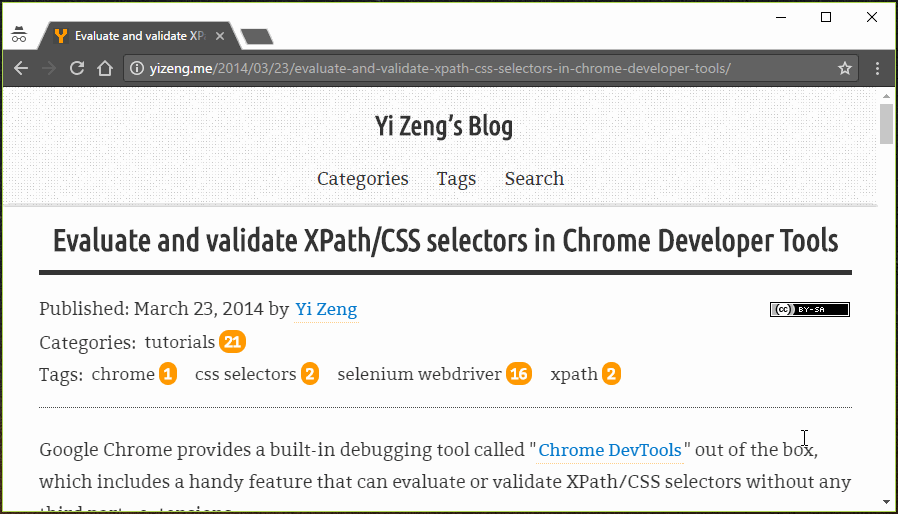 Evaluate and validate XP
yizeng.me/2014/03/23/evaluate-and-validate-xpath-css-selectors-in-chrome-developer-tools/
Yi Zeng's Blog
Categories Tags Search
Evaluate and validate XPath/CSS selectors in Chrome Developer Tools
Published: March 23, 2014 by Yi Zeng
(cc) BY-SA
Categories: tutorials 21
Tags: chrome 1 css selectors 2 selenium webdriver 16 xpath 2
Google Chrome provides a built-in debugging tool called "Chrome DevTools" out of the box,
which includes a handy feature that can evaluate or validate XPath/CSS selectors without any